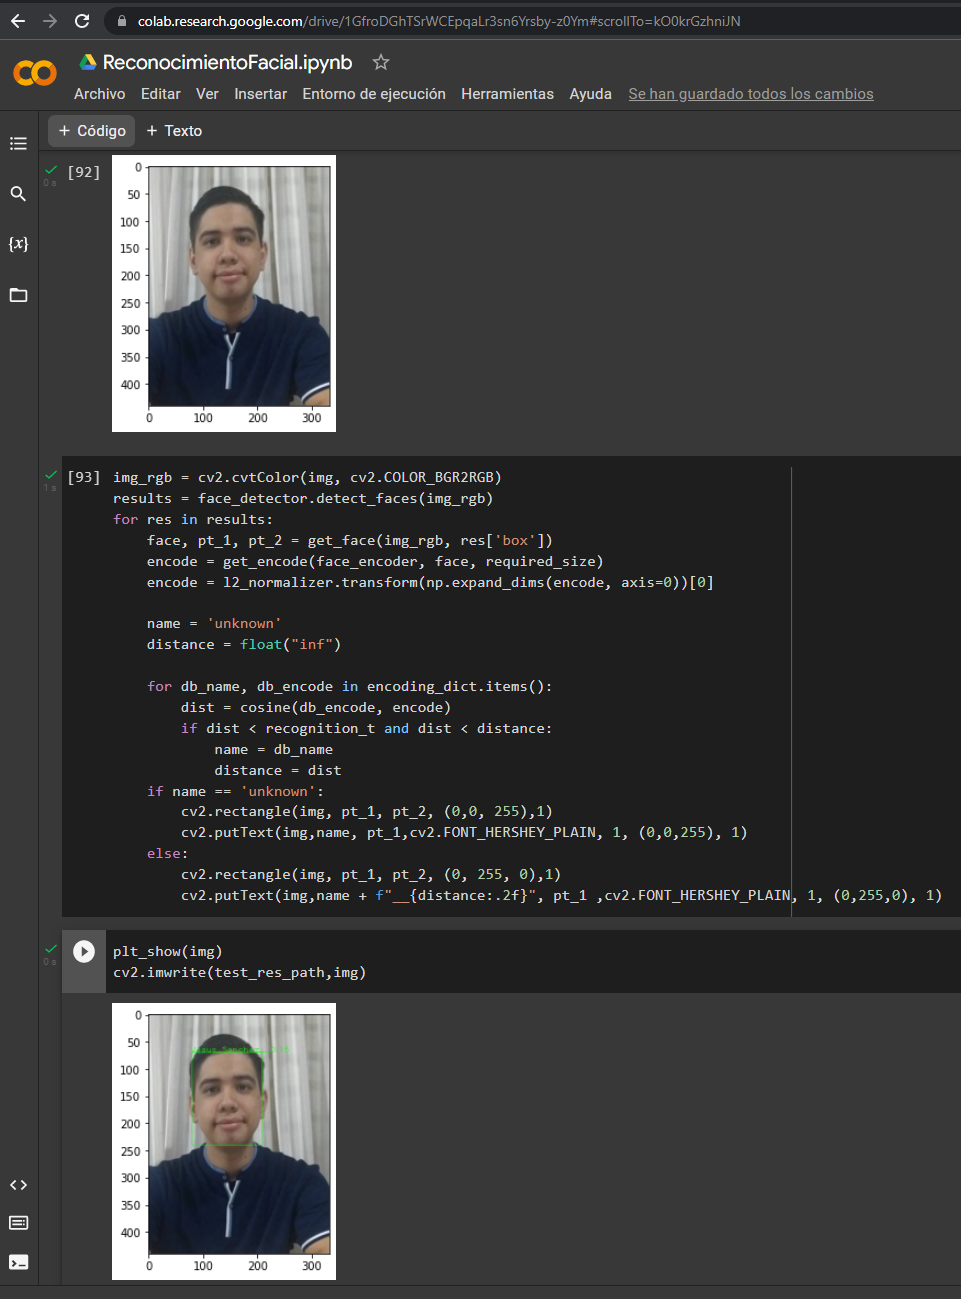 colab.research.google.com/drive/1GfroDGhTSrWCEpqaLr3sn6Yrsby-z0Ym#scrollTo=kO0krGzhniJN
ReconocimientoFacial.ipynb
Archivo Editar Ver Insertar Entorno de ejecución Herramientas Ayuda Se han guardado todos los cambios
+ Código + Texto
{x}
0 s
[92]
0
50
100
150
200
250
300
350
400
0 100 200 300
1 s
[93] img_rgb = cv2.cvtColor(img, cv2.COLOR_BGR2RGB)
results = face_detector.detect_faces(img_rgb)
for res in results:
    face, pt_1, pt_2 = get_face(img_rgb, res['box'])
    encode = get_encode(face_encoder, face, required_size)
    encode = l2_normalizer.transform(np.expand_dims(encode, axis=0))[0]
    name = 'unknown'
    distance = float("inf")
    for db_name, db_encode in encoding_dict.items():
        dist = cosine(db_encode, encode)
        if dist < recognition_t and dist < distance:
            name = db_name
            distance = dist
    if name == 'unknown':
        cv2.rectangle(img, pt_1, pt_2, (0,0, 255),1)
        cv2.putText(img,name, pt_1,cv2.FONT_HERSHEY_PLAIN, 1, (0,0,255), 1)
    else:
        cv2.rectangle(img, pt_1, pt_2, (0, 255, 0),1)
        cv2.putText(img,name + f"__{distance:.2f}", pt_1 ,cv2.FONT_HERSHEY_PLAIN, 1, (0,255,0), 1)
0 s
plt_show(img)
cv2.imwrite(test_res_path,img)
0
50
100
150
200
250
300
350
400
0 100 200 300